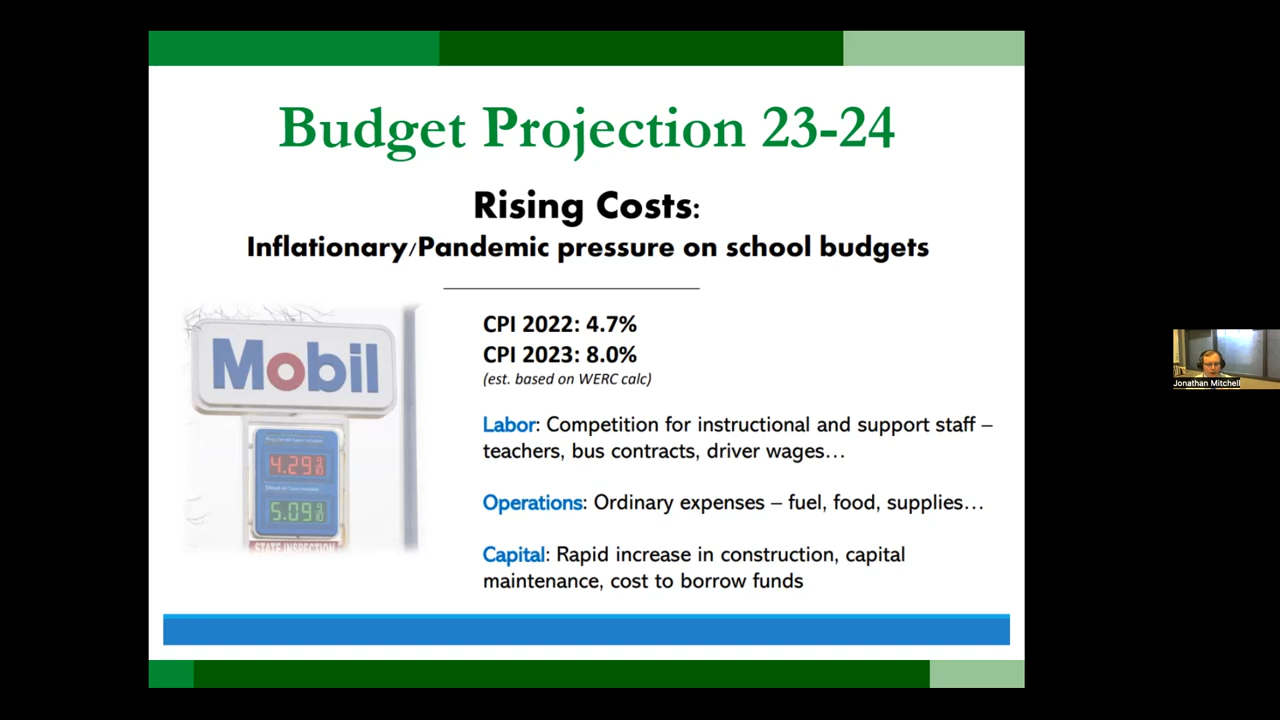 Budget Projection 23-24
Rising Costs:
Inflationary/Pandemic pressure on school budgets
CPI 2022: 4.7%
CPI 2023: 8.0%
(est. based on WERC calc)
Mobil
4.29
5.09
STATE INSPECTION
Labor: Competition for instructional and support staff –
teachers, bus contracts, driver wages…
Operations: Ordinary expenses – fuel, food, supplies…
Capital: Rapid increase in construction, capital
maintenance, cost to borrow funds
Jonathan Mitchell